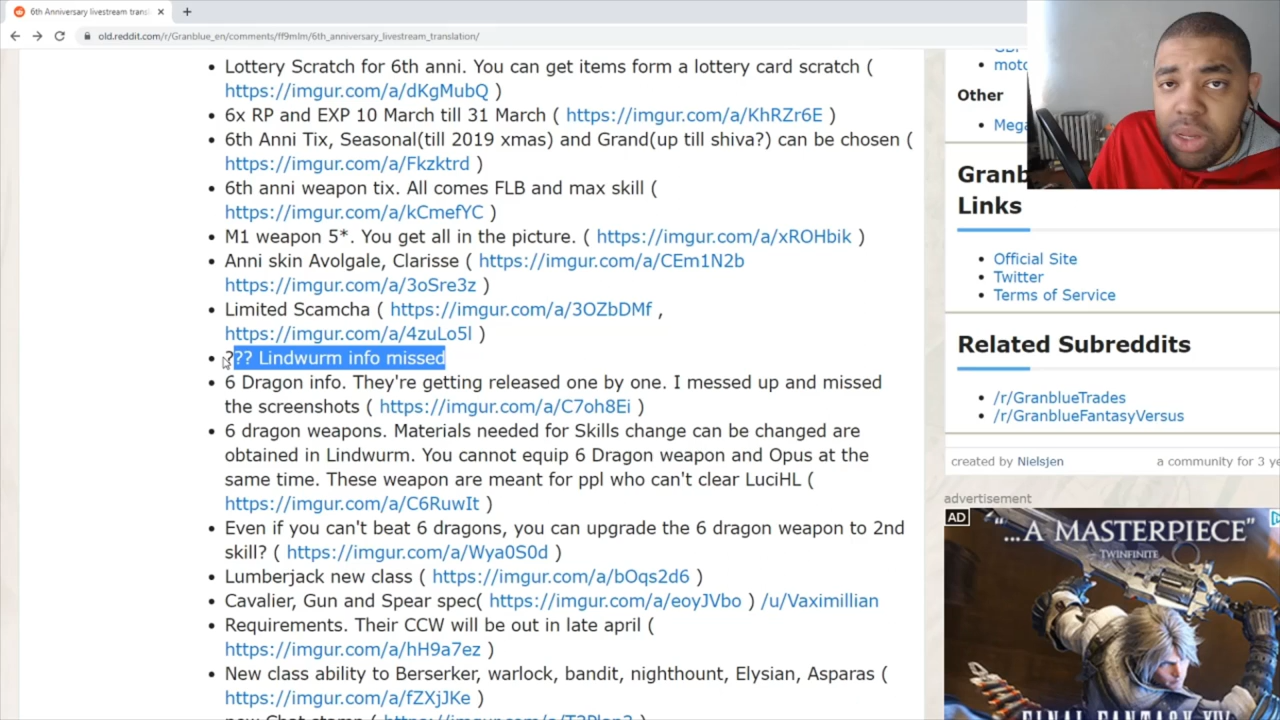 6th Anniversary livestream trans
old.reddit.com/r/Granblue_en/comments/ff9mlm/6th_anniversary_livestream_translation/
Lottery Scratch for 6th anni. You can get items form a lottery card scratch (
https://imgur.com/a/dKgMubQ )
6x RP and EXP 10 March till 31 March ( https://imgur.com/a/KhRZr6E )
6th Anni Tix, Seasonal(till 2019 xmas) and Grand(up till shiva?) can be chosen (
https://imgur.com/a/Fkzktrd )
6th anni weapon tix. All comes FLB and max skill (
https://imgur.com/a/kCmefYC )
M1 weapon 5*. You get all in the picture. ( https://imgur.com/a/xROHbik )
Anni skin Avolgale, Clarisse ( https://imgur.com/a/CEm1N2b
https://imgur.com/a/3oSre3z )
Limited Scamcha ( https://imgur.com/a/3OZbDMf ,
https://imgur.com/a/4zuLo5l )
??? Lindwurm info missed
6 Dragon info. They're getting released one by one. I messed up and missed
the screenshots ( https://imgur.com/a/C7oh8Ei )
6 dragon weapons. Materials needed for Skills change can be changed are
obtained in Lindwurm. You cannot equip 6 Dragon weapon and Opus at the
same time. These weapon are meant for ppl who can't clear LuciHL (
https://imgur.com/a/C6RuwIt )
Even if you can't beat 6 dragons, you can upgrade the 6 dragon weapon to 2nd
skill? ( https://imgur.com/a/Wya0S0d )
Lumberjack new class ( https://imgur.com/a/bOqs2d6 )
Cavalier, Gun and Spear spec( https://imgur.com/a/eoyJVbo ) /u/Vaximillian
Requirements. Their CCW will be out in late april (
https://imgur.com/a/hH9a7ez )
New class ability to Berserker, warlock, bandit, nighthount, Elysian, Asparas (
https://imgur.com/a/fZXjJKe )
new Chat stamp ( https://imgur.com/a/
GBF
moto
Other
Mega
Granb
Links
Official Site
Twitter
Terms of Service
Related Subreddits
/r/GranblueTrades
/r/GranblueFantasyVersus
created by Nielsjen
a community for 3 ye
advertisement
AD
"...A MASTERPIECE"
TWINFINITE
FINAL FANTASY XIV